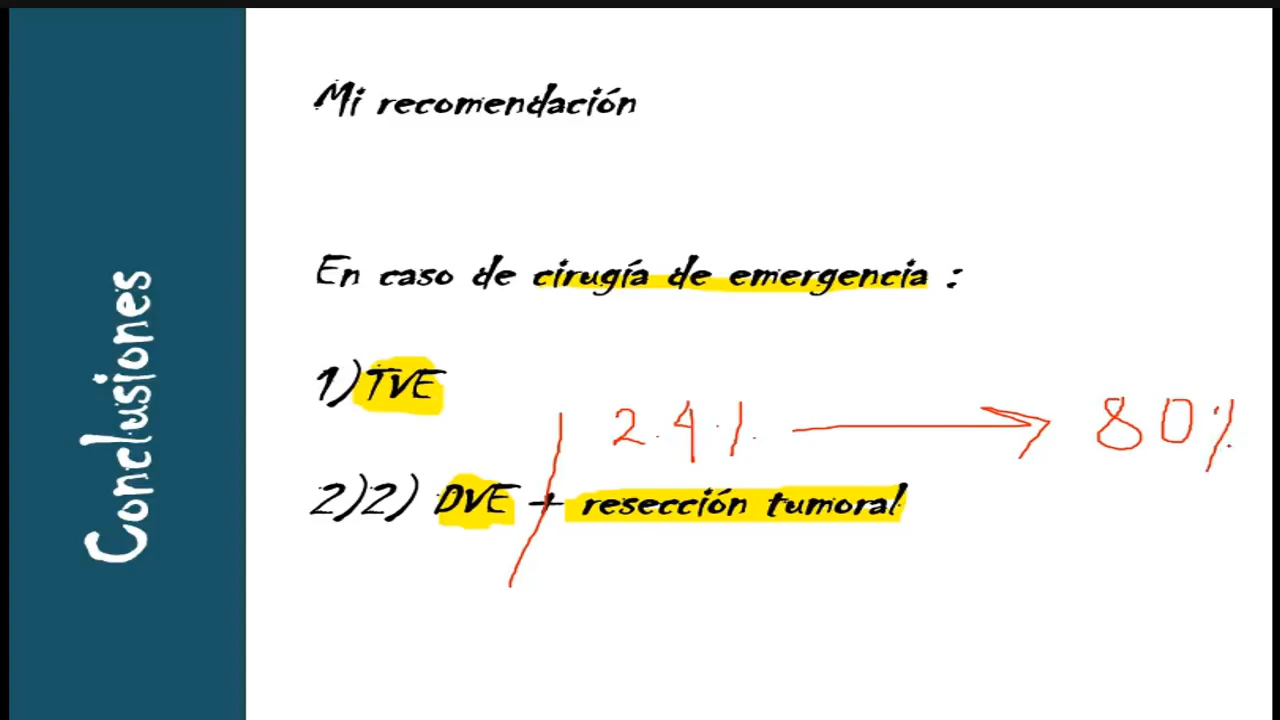 Conclusiones
Mi recomendación
En caso de cirugía de emergencia :
1)TVE
2.4% 80%
2)2) DVE + resección tumoral